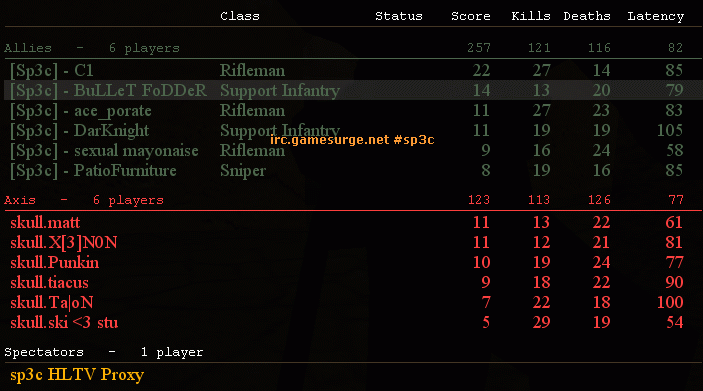 Class Status Score Kills Deaths Latency
Allies - 6 players 257 121 116 82
[Sp3c] - C1 Rifleman 22 27 14 85
[Sp3c] - BuLLeT FoDDeR Support Infantry 14 13 20 79
[Sp3c] - ace_porate Rifleman 11 27 23 83
[Sp3c] - DarKnight Support Infantry 11 19 19 105
irc.gamesurge.net #sp3c
[Sp3c] - sexual mayonaise Rifleman 9 16 24 58
[Sp3c] - PatioFurniture Sniper 8 19 16 85
Axis - 6 players 123 113 126 77
skull.matt 11 13 22 61
skull.X[3]N0N 11 12 21 81
skull.Punkin 10 19 24 77
skull.tiacus 9 18 22 90
skull.Ta|oN 7 22 18 100
skull.ski <3 stu 5 29 19 54
Spectators - 1 player
sp3c HLTV Proxy